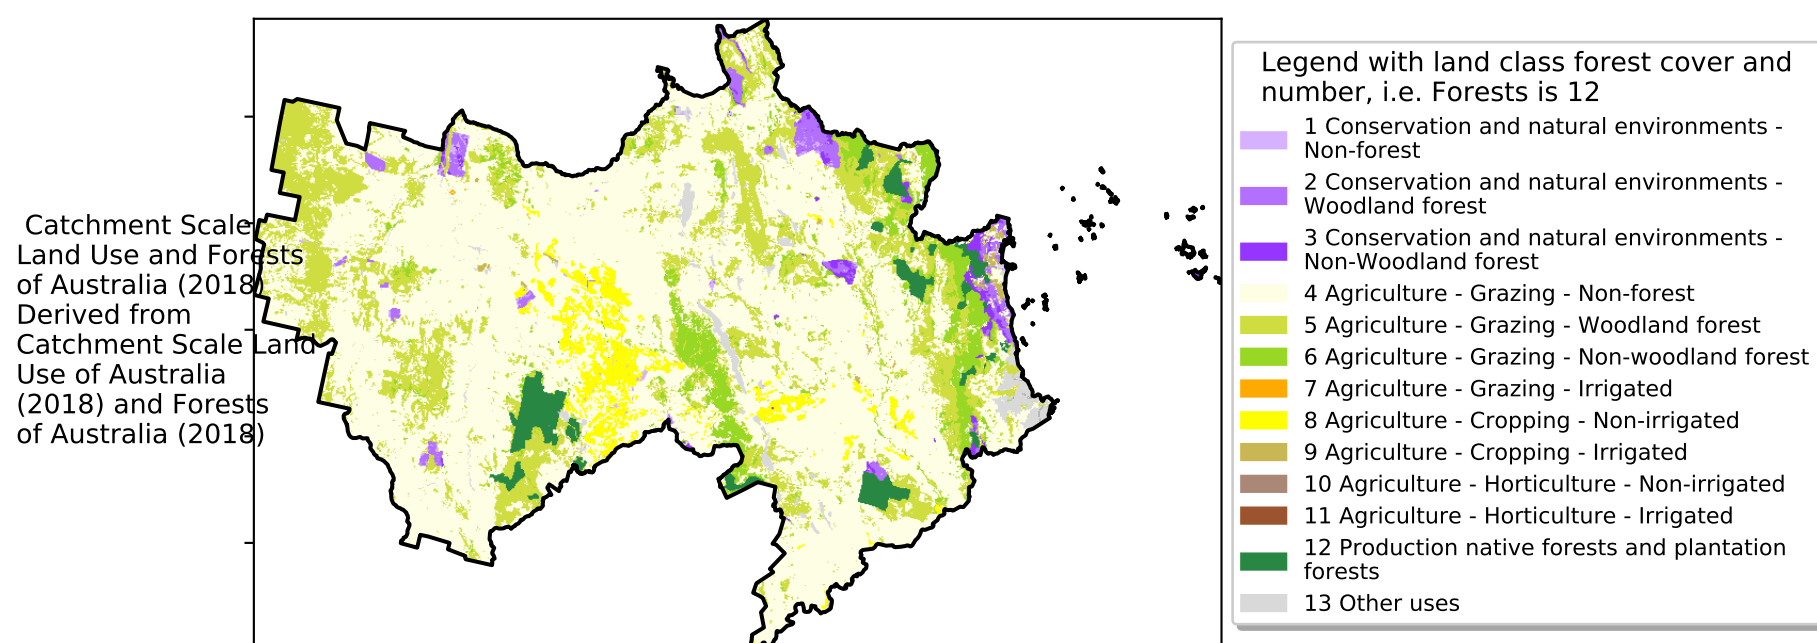 Catchment Scale
Land Use and Forests
of Australia (2018)
Derived from
Catchment Scale Land
Use of Australia
(2018) and Forests
of Australia (2018)
Legend with land class forest cover and
number, i.e. Forests is 12
1 Conservation and natural environments -
Non-forest
2 Conservation and natural environments -
Woodland forest
3 Conservation and natural environments -
Non-Woodland forest
4 Agriculture - Grazing - Non-forest
5 Agriculture - Grazing - Woodland forest
6 Agriculture - Grazing - Non-woodland forest
7 Agriculture - Grazing - Irrigated
8 Agriculture - Cropping - Non-irrigated
9 Agriculture - Cropping - Irrigated
10 Agriculture - Horticulture - Non-irrigated
11 Agriculture - Horticulture - Irrigated
12 Production native forests and plantation
forests
13 Other uses